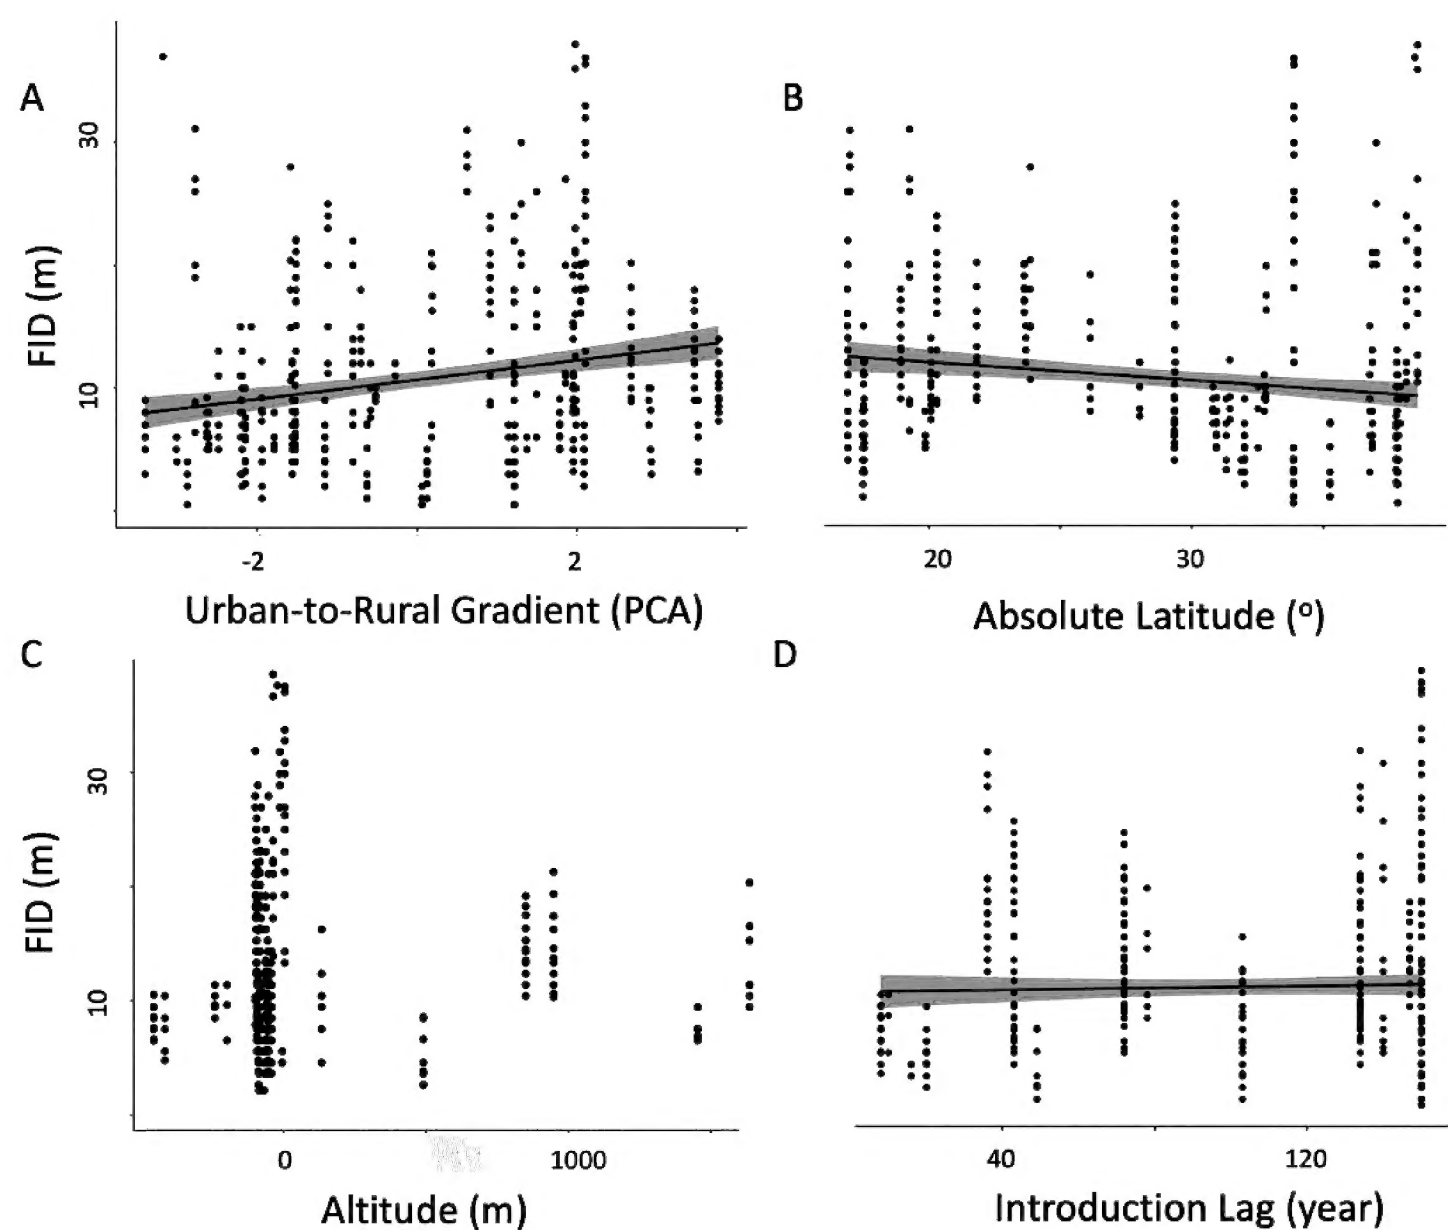 A
B
30
10
FID (m)
-2
2
20
30
Urban-to-Rural Gradient (PCA)
Absolute Latitude (º)
C
D
30
10
FID (m)
0
1000
40
120
Altitude (m)
Introduction Lag (year)